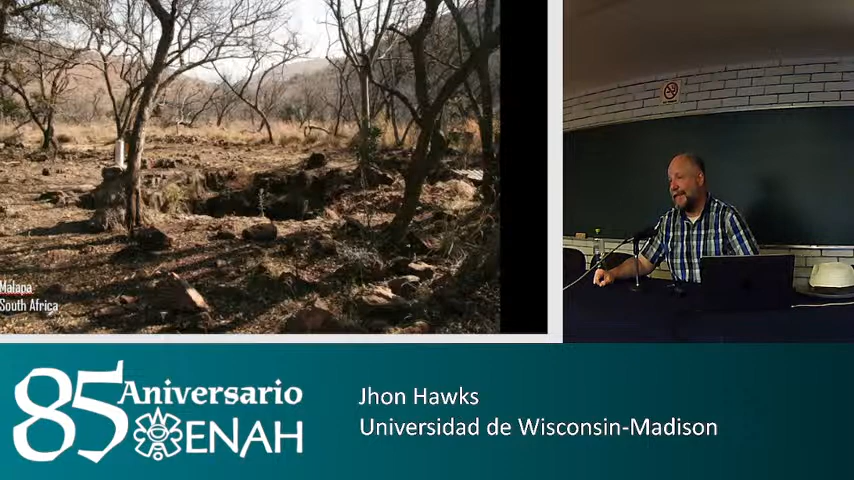 Malapa
South Africa
85 Aniversario
ENAH
Jhon Hawks
Universidad de Wisconsin-Madison